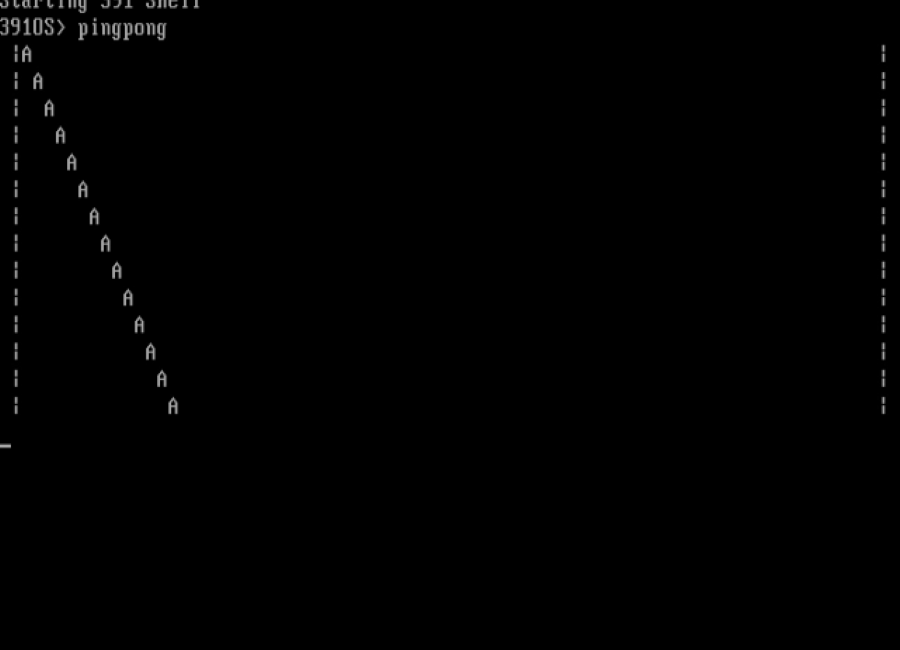 Starting 391 Shell
391OS> pingpong
¦A                                                                            ¦
¦ A                                                                           ¦
¦  A                                                                          ¦
¦   A                                                                         ¦
¦    A                                                                        ¦
¦     A                                                                       ¦
¦      A                                                                      ¦
¦       A                                                                     ¦
¦        A                                                                    ¦
¦         A                                                                   ¦
¦          A                                                                  ¦
¦           A                                                                 ¦
¦            A                                                                ¦
¦             A                                                               ¦
_